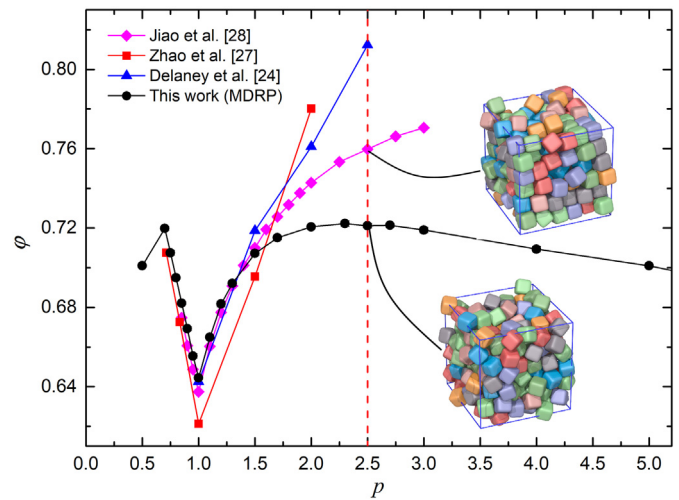 Jiao et al. [28]
Zhao et al. [27]
Delaney et al. [24]
This work (MDRP)
0.80
0.76
0.72
0.68
0.64
φ
0.0 0.5 1.0 1.5 2.0 2.5 3.0 3.5 4.0 4.5 5.0
p